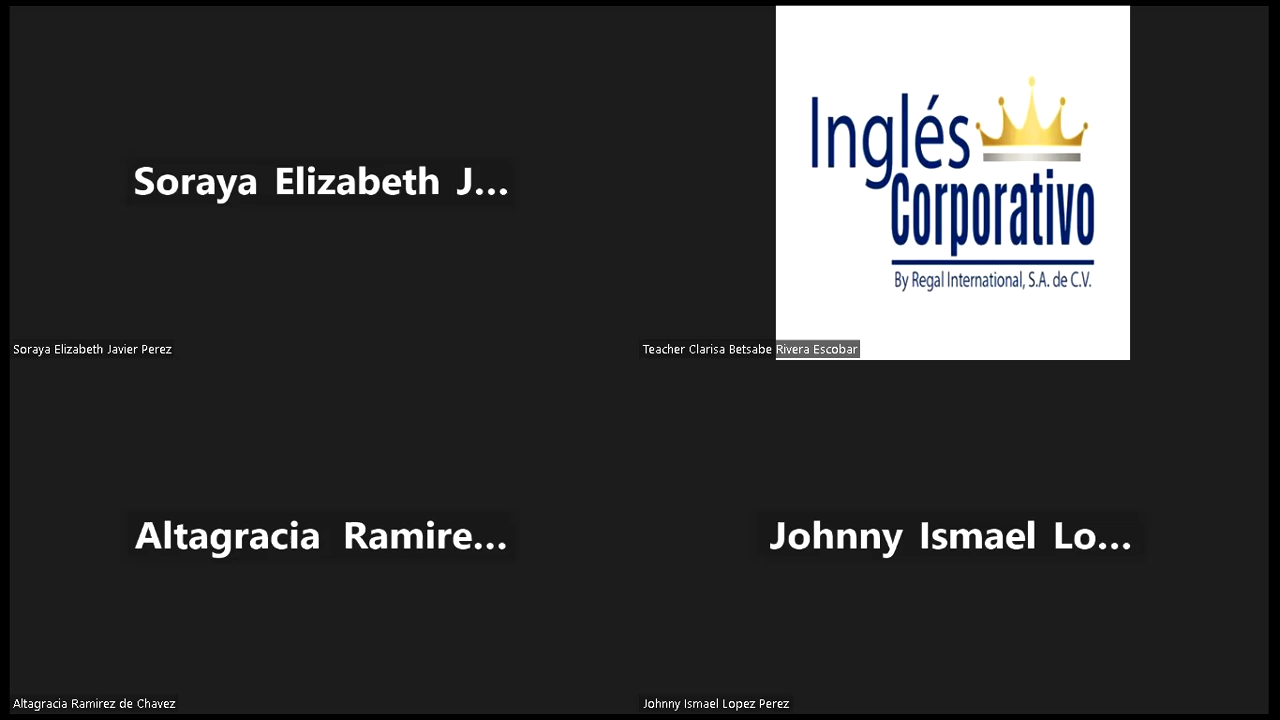 Soraya Elizabeth J...
Soraya Elizabeth Javier Perez
Inglés
Corporativo
By Regal International, S.A. de C.V.
Teacher Clarisa Betsabe Rivera Escobar
Altagracia Ramire...
Altagracia Ramirez de Chavez
Johnny Ismael Lo...
Johnny Ismael Lopez Perez